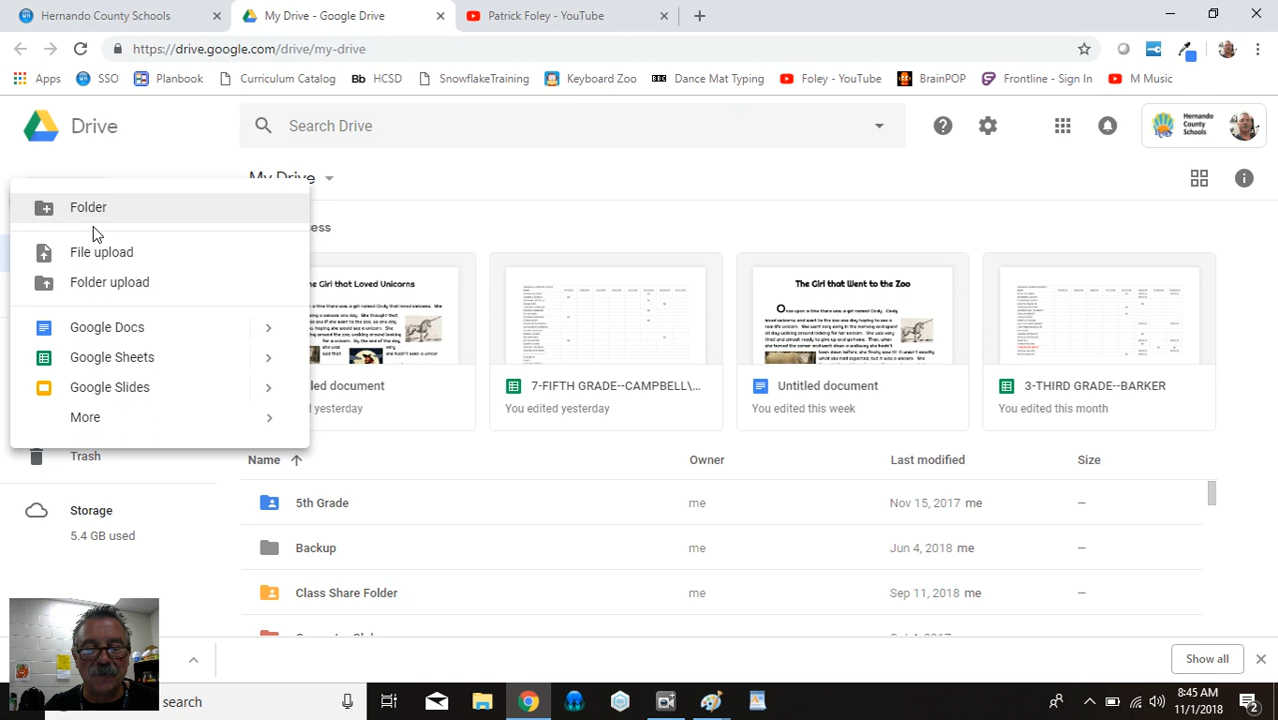 Hernando County Schools
My Drive - Google Drive
Patrick Foley - YouTube
https://drive.google.com/drive/my-drive
Apps
SSO
Planbook
Curriculum Catalog
Bb HCSD
SnowflakeTraining
Keyboard Zoo
Dance Mat Typing
Foley - YouTube
BrainPOP
Frontline - Sign In
M Music
Drive
Search Drive
Hernando
County
Schools
My Drive
Folder
File upload
Folder upload
Google Docs
Google Sheets
Google Slides
More
Trash
Storage
5.4 GB used
The Girl that Went to the Zoo
Untitled document
You edited this week
7-FIFTH GRADE--CAMPBELL\...
You edited yesterday
3-THIRD GRADE--BARKER
You edited this month
Girl that Loved Unicorns
document
yesterday
Name
Owner
Last modified
Size
5th Grade
me
Nov 15, 2017 me
—
Backup
me
Jun 4, 2018 me
—
Class Share Folder
me
Sep 11, 2018 me
—
Show all
search
8:45 AM
11/1/2018
2